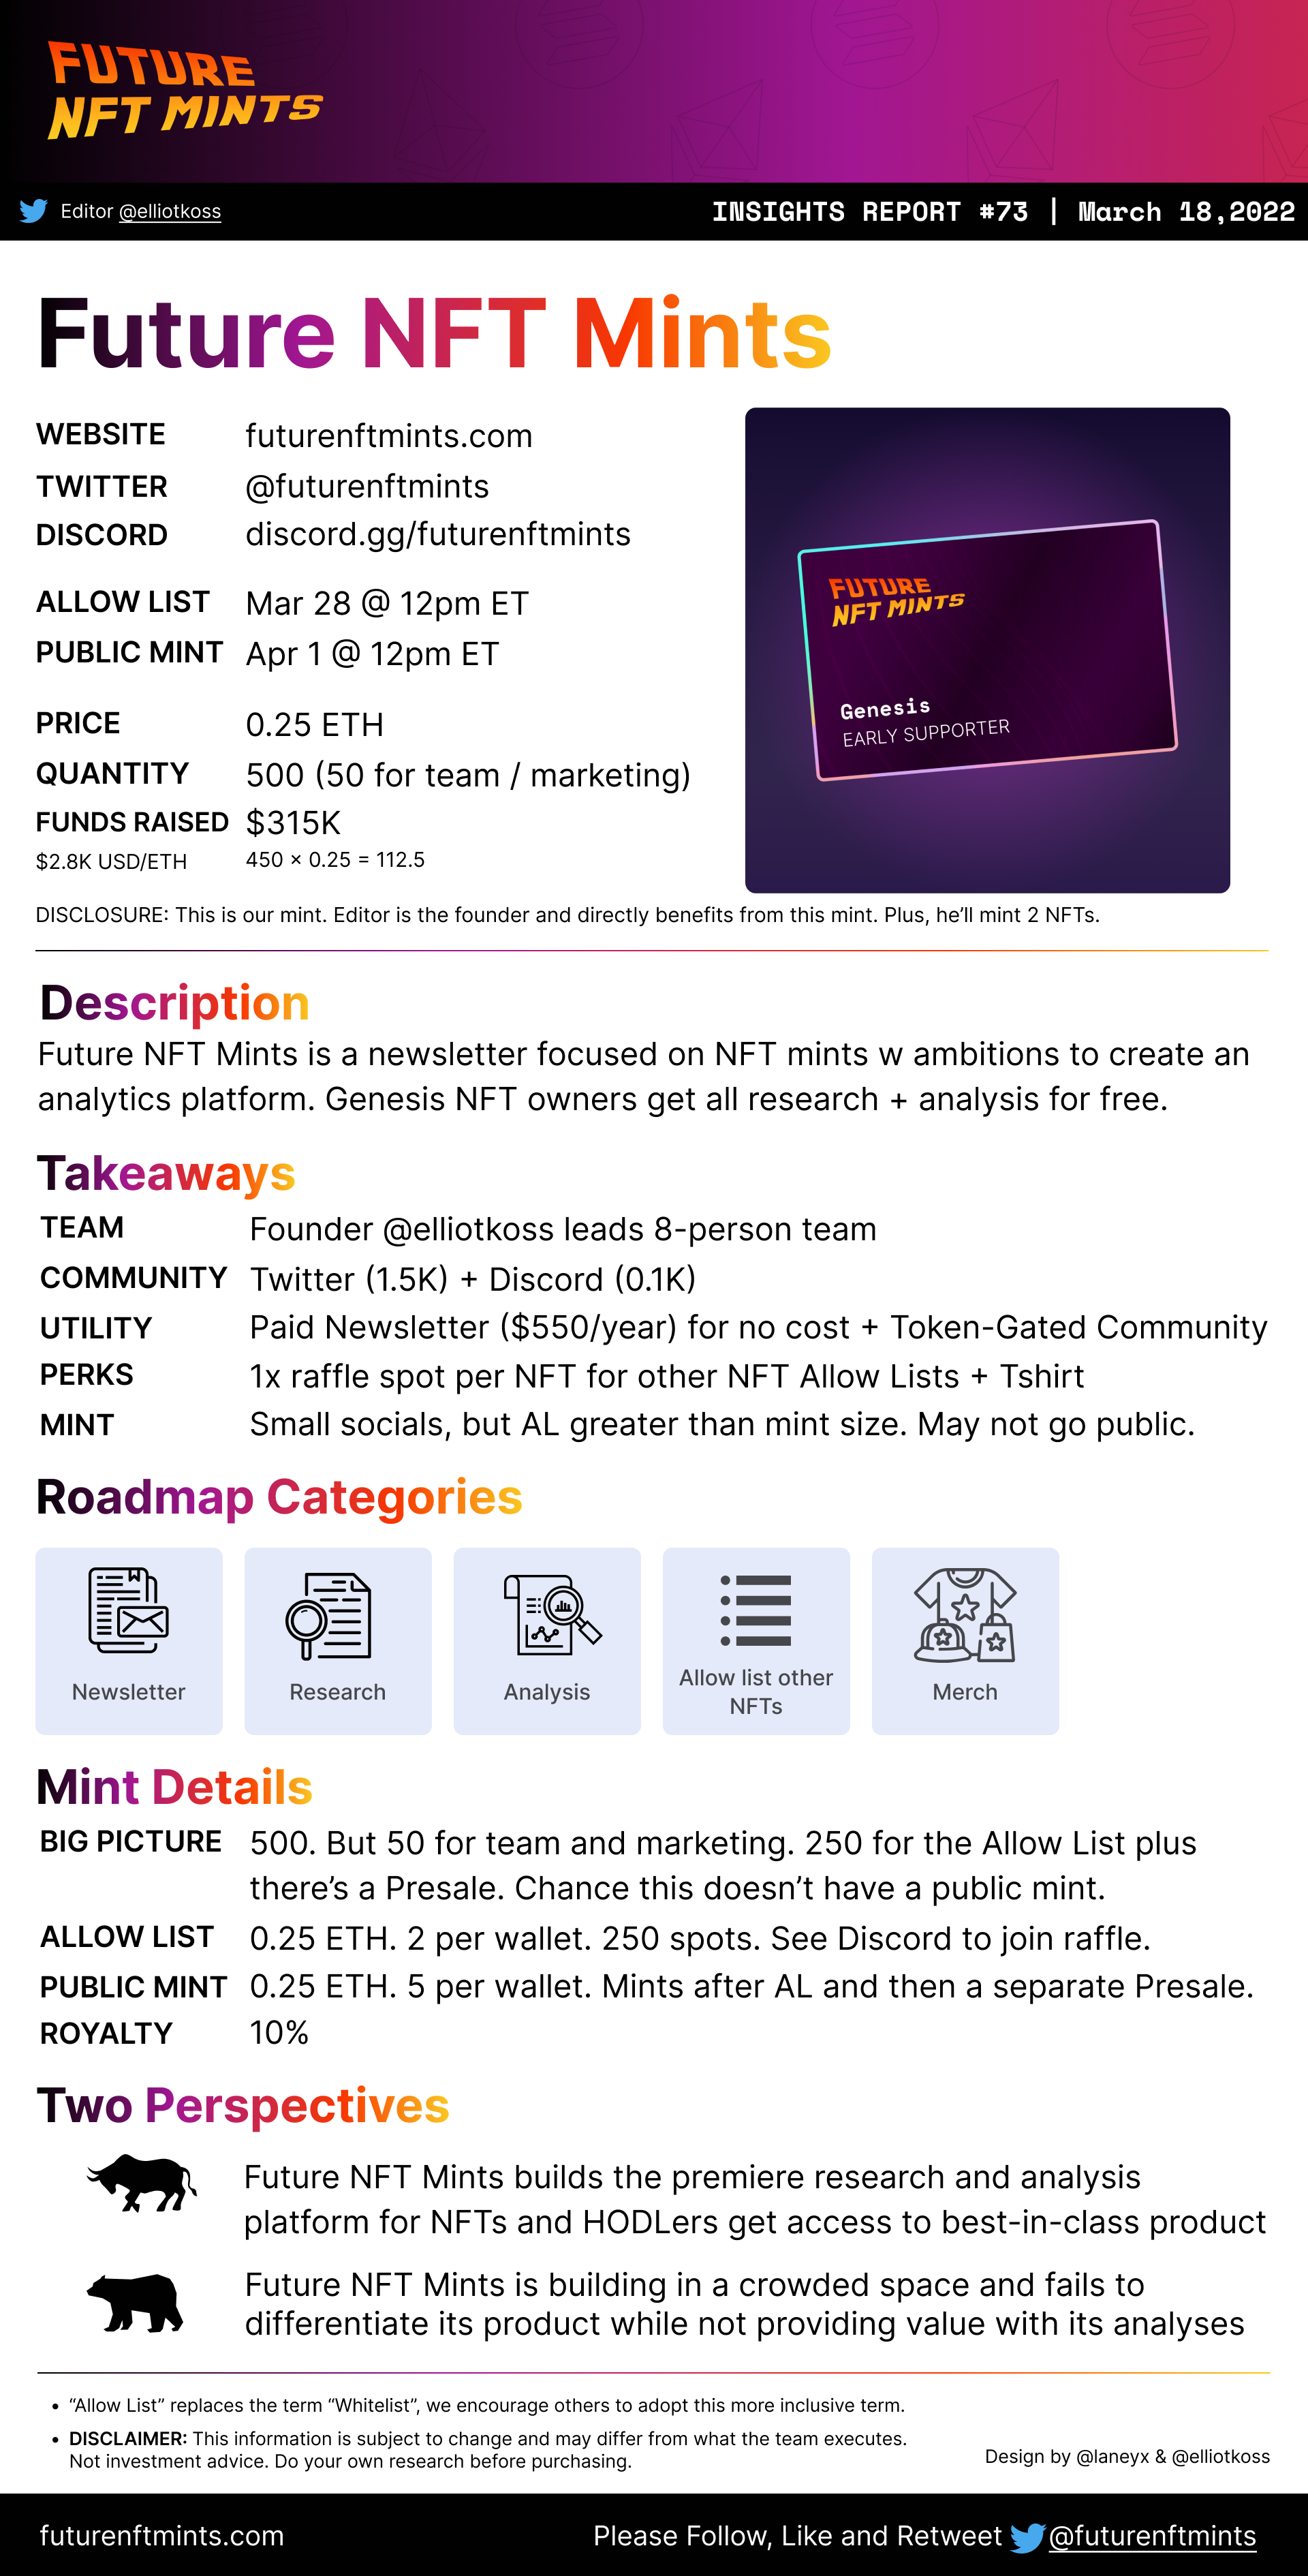 FUTURE
NFT MINTS
Editor @elliotkoss
INSIGHTS REPORT #73 | March 18,2022
Future NFT Mints
WEBSITE futurenftmints.com
TWITTER @futurenftmints
DISCORD discord.gg/futurenftmints
ALLOW LIST Mar 28 @ 12pm ET
PUBLIC MINT Apr 1 @ 12pm ET
PRICE 0.25 ETH
QUANTITY 500 (50 for team / marketing)
FUNDS RAISED $315K
$2.8K USD/ETH 450 × 0.25 = 112.5
FUTURE
NFT MINTS
Genesis
EARLY SUPPORTER
DISCLOSURE: This is our mint. Editor is the founder and directly benefits from this mint. Plus, he’ll mint 2 NFTs.
Description
Future NFT Mints is a newsletter focused on NFT mints w ambitions to create an
analytics platform. Genesis NFT owners get all research + analysis for free.
Takeaways
TEAM Founder @elliotkoss leads 8-person team
COMMUNITY Twitter (1.5K) + Discord (0.1K)
UTILITY Paid Newsletter ($550/year) for no cost + Token-Gated Community
PERKS 1x raffle spot per NFT for other NFT Allow Lists + Tshirt
MINT Small socials, but AL greater than mint size. May not go public.
Roadmap Categories
Newsletter
Research
Analysis
Allow list other
NFTs
Merch
Mint Details
BIG PICTURE 500. But 50 for team and marketing. 250 for the Allow List plus
there’s a Presale. Chance this doesn’t have a public mint.
ALLOW LIST 0.25 ETH. 2 per wallet. 250 spots. See Discord to join raffle.
PUBLIC MINT 0.25 ETH. 5 per wallet. Mints after AL and then a separate Presale.
ROYALTY 10%
Two Perspectives
Future NFT Mints builds the premiere research and analysis
platform for NFTs and HODLers get access to best-in-class product
Future NFT Mints is building in a crowded space and fails to
differentiate its product while not providing value with its analyses
• “Allow List” replaces the term “Whitelist”, we encourage others to adopt this more inclusive term.
• DISCLAIMER: This information is subject to change and may differ from what the team executes.
Not investment advice. Do your own research before purchasing.
Design by @laneyx & @elliotkoss
futurenftmints.com
Please Follow, Like and Retweet @futurenftmints